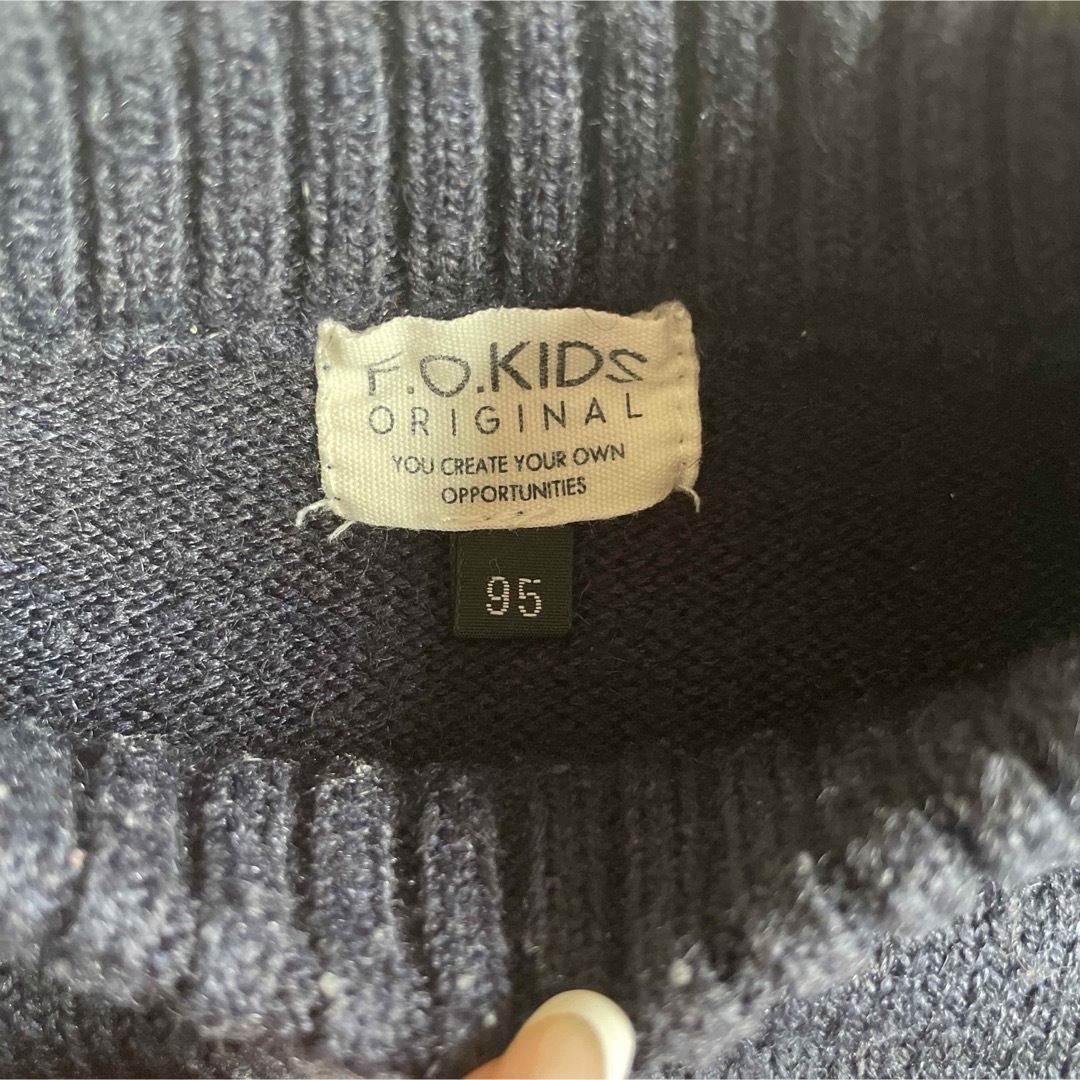 F.O.KIDS
ORIGINAL
YOU CREATE YOUR OWN
OPPORTUNITIES
95